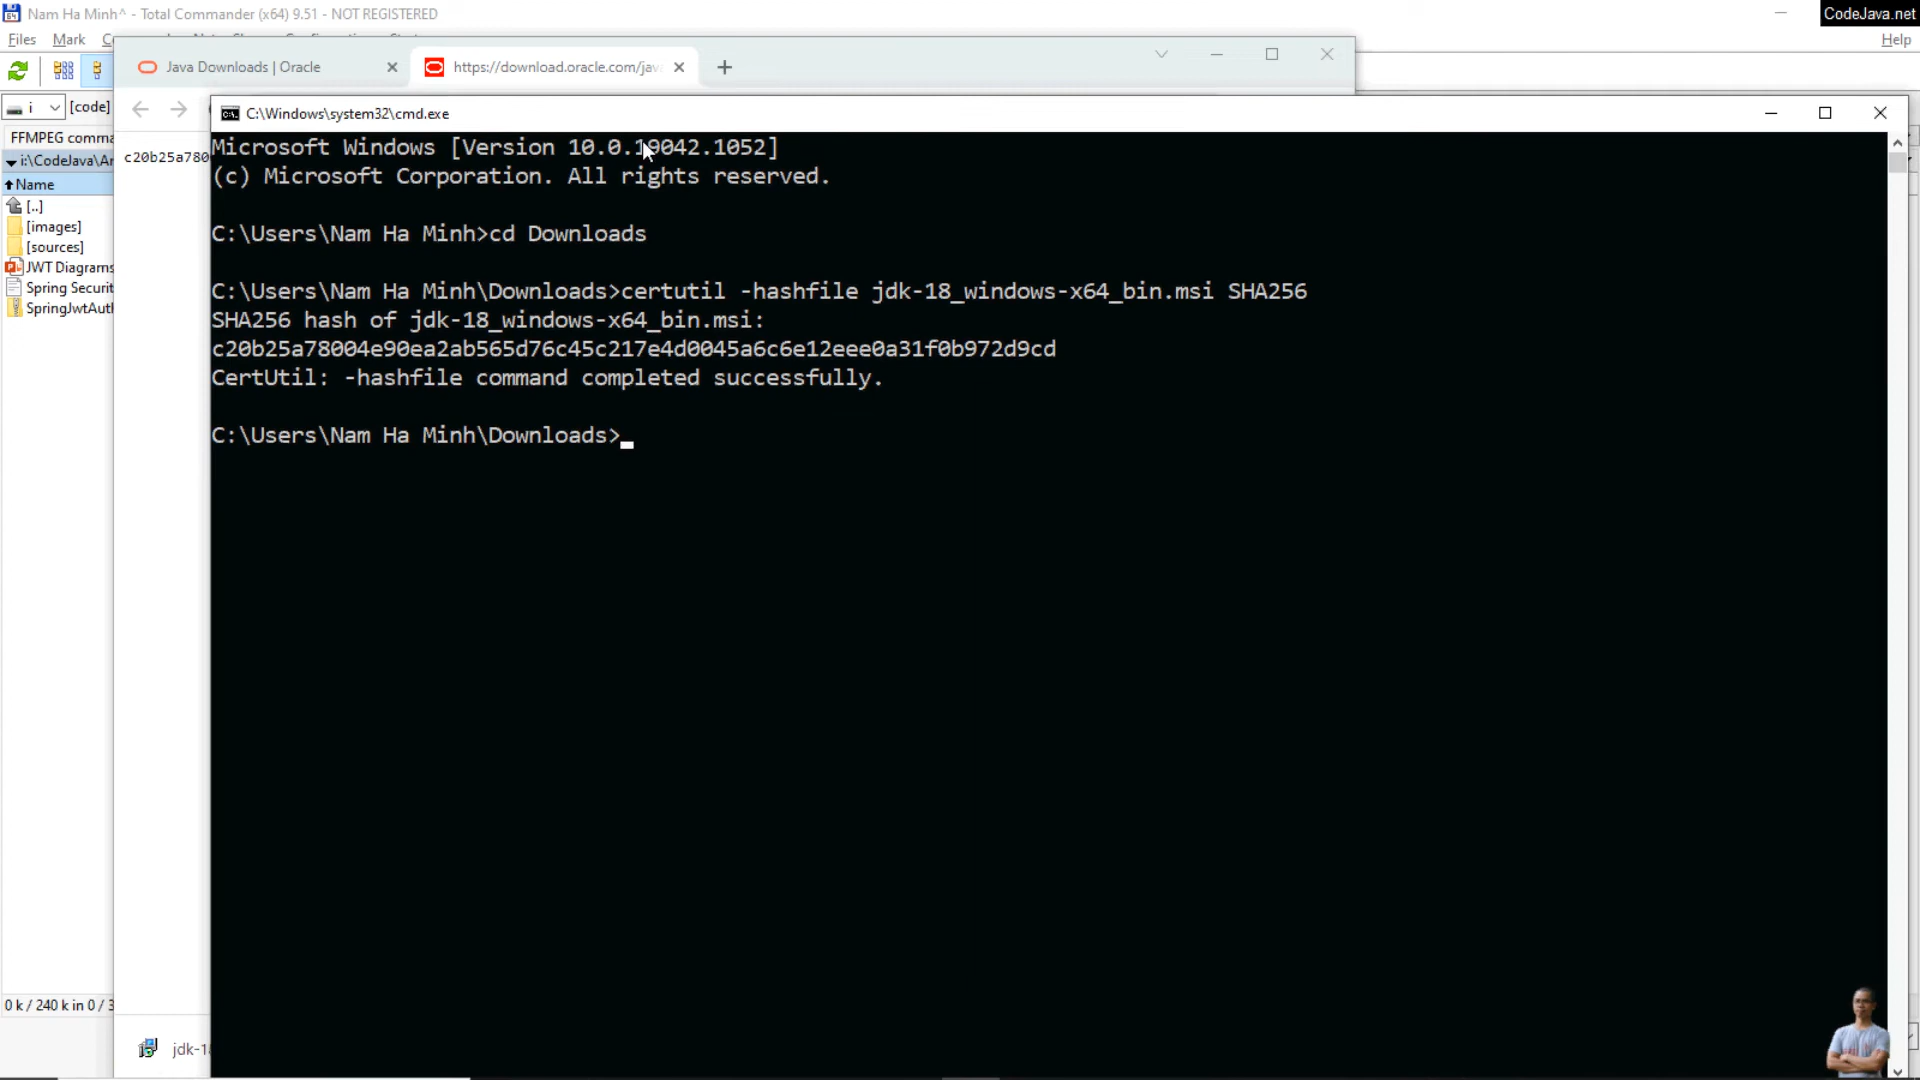 Nam Ha Minh^ - Total Commander (x64) 9.51 - NOT REGISTERED
CodeJava.net
Files Mark
Help
Java Downloads | Oracle
https://download.oracle.com/jav
i
[code]
C:\Windows\system32\cmd.exe
FFMPEG comma
i:\CodeJava\Ar
Name
[..]
[images]
[sources]
JWT Diagrams
Spring Securit
SpringJwtAuth
c20b25a780
Microsoft Windows [Version 10.0.19042.1052]
(c) Microsoft Corporation. All rights reserved.
C:\Users\Nam Ha Minh>cd Downloads
C:\Users\Nam Ha Minh\Downloads>certutil -hashfile jdk-18_windows-x64_bin.msi SHA256
SHA256 hash of jdk-18_windows-x64_bin.msi:
c20b25a78004e90ea2ab565d76c45c217e4d0045a6c6e12eee0a31f0b972d9cd
CertUtil: -hashfile command completed successfully.
C:\Users\Nam Ha Minh\Downloads>
0 k / 240 k in 0 / 3
jdk-18